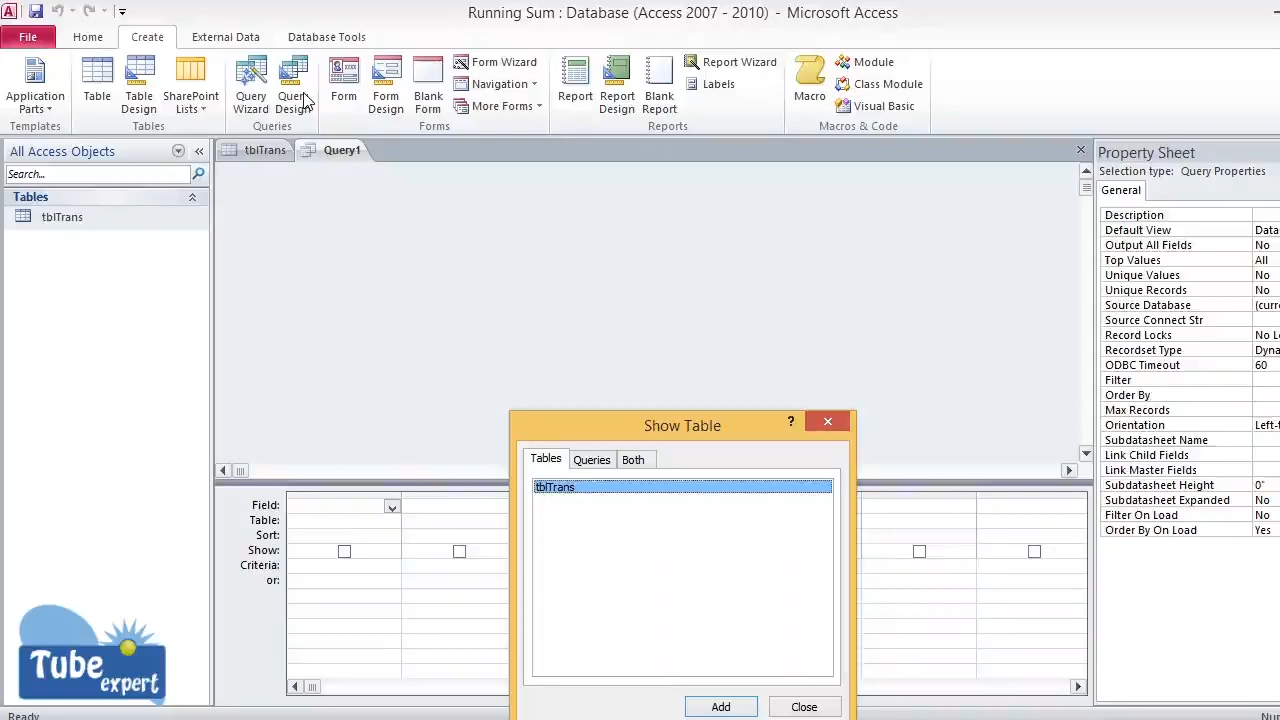 Running Sum : Database (Access 2007 - 2010) - Microsoft Access
File Home Create External Data Database Tools
Application Parts Table Table Design SharePoint Lists Query Wizard Query Design Form Form Design Blank Form Form Wizard Navigation More Forms Report Report Design Blank Report Report Wizard Labels Macro Module Class Module Visual Basic
Templates Tables Queries Forms Reports Macros & Code
All Access Objects
Search...
Tables
tblTrans
tblTrans Query1
Show Table
Tables Queries Both
tblTrans
Add Close
Field:
Table:
Sort:
Show:
Criteria:
or:
Property Sheet
Selection type: Query Properties
General
Description
Default View Data
Output All Fields No
Top Values All
Unique Values No
Unique Records No
Source Database (curr
Source Connect Str
Record Locks No L
Recordset Type Dyna
ODBC Timeout 60
Filter
Order By
Max Records
Orientation Left-t
Subdatasheet Name
Link Child Fields
Link Master Fields
Subdatasheet Height 0"
Subdatasheet Expanded No
Filter On Load No
Order By On Load Yes
Tube
expert
Ready
Num